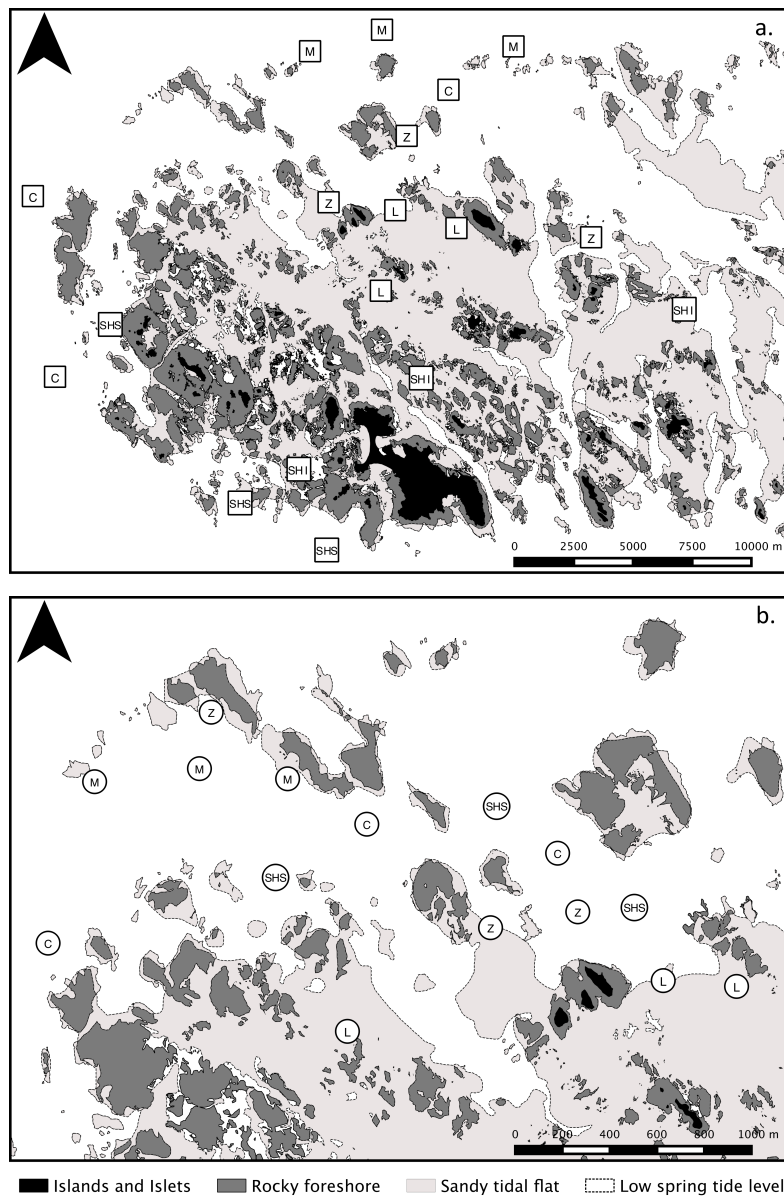 a.
M
M
M
C
Z
C
Z
L
L
Z
L
SHS
SHI
C
SHI
SHI
SHS
SHS
0 2500 5000 7500 10000 m
b.
Z
M
M
M
SHS
C
C
SHS
Z
SHS
Z
C
L
L
L
0 200 400 600 800 1000 m
Islands and Islets Rocky foreshore Sandy tidal flat Low spring tide level